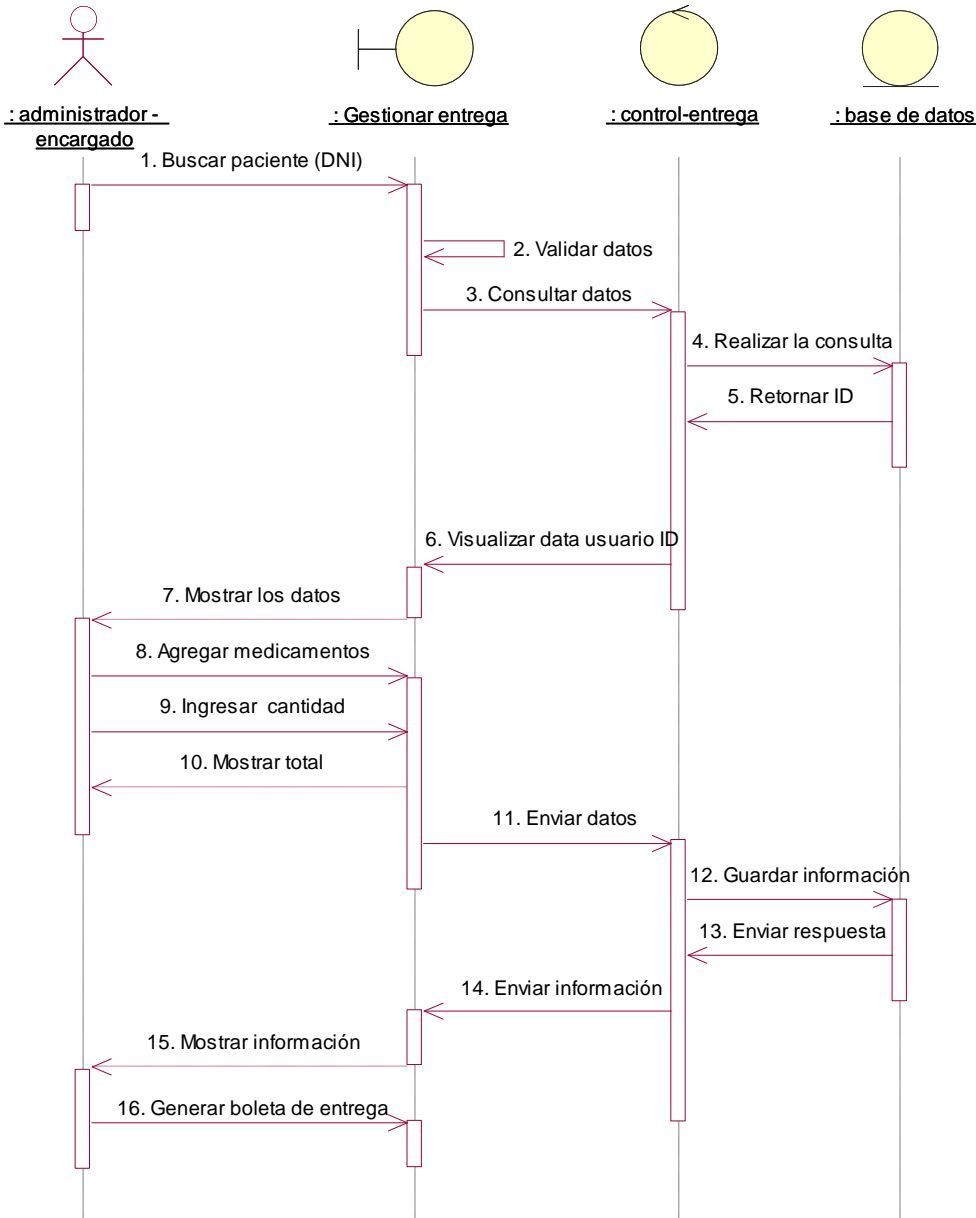 : administrador -
encargado
: Gestionar entrega
: control-entrega
: base de datos
1. Buscar paciente (DNI)
2. Validar datos
3. Consultar datos
4. Realizar la consulta
5. Retornar ID
6. Visualizar data usuario ID
7. Mostrar los datos
8. Agregar medicamentos
9. Ingresar  cantidad
10. Mostrar total
11. Enviar datos
12. Guardar información
13. Enviar respuesta
14. Enviar información
15. Mostrar información
16. Generar boleta de entrega